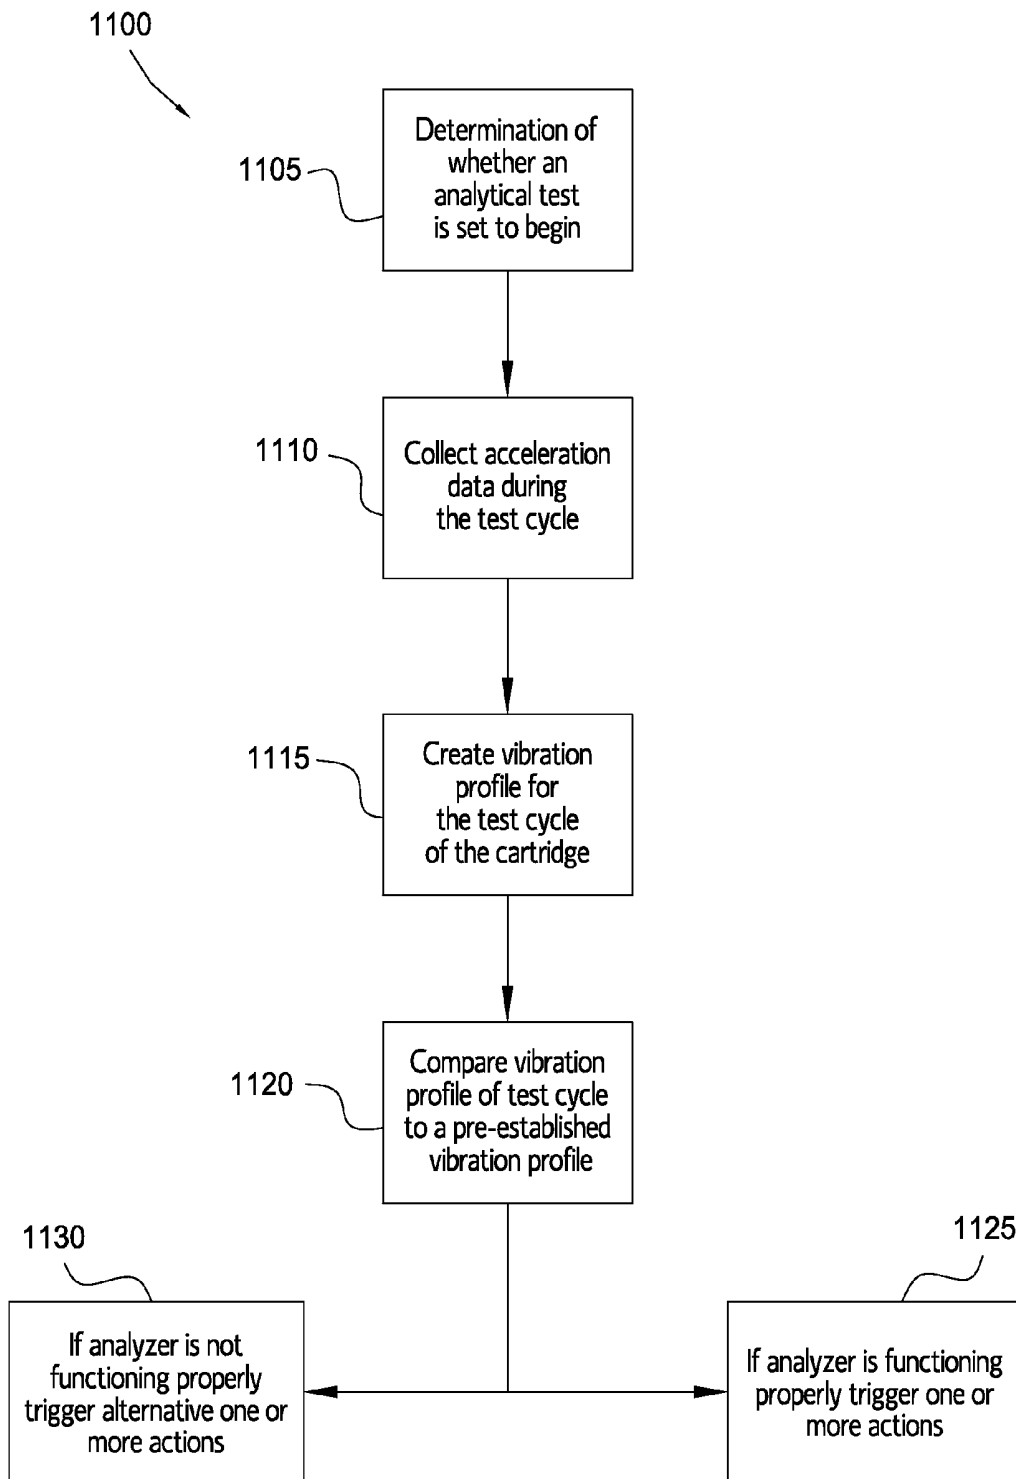 1100
1105
Determination of
whether an
analytical test
is set to begin
1110
Collect acceleration
data during
the test cycle
1115
Create vibration
profile for
the test cycle
of the cartridge
1120
Compare vibration
profile of test cycle
to a pre-established
vibration profile
1130
If analyzer is not
functioning properly
trigger alternative one or
more actions
1125
If analyzer is functioning
properly trigger one or
more actions